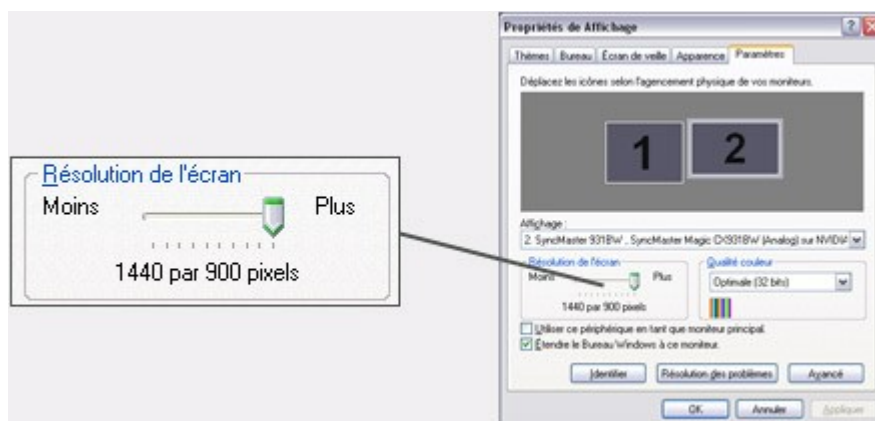 Résolution de l'écran
Moins Plus
1440 par 900 pixels
Propriétés de Affichage
Thèmes Bureau Écran de veille Apparence Paramètres
Déplacez les icônes selon l'agencement physique de vos moniteurs.
1 2
Affichage :
2. SyncMaster 931BW , SyncMaster Magic CX931BW (Analog) sur NVIDIA
Résolution de l'écran Qualité couleur
Moins Plus Optimale (32 bits)
1440 par 900 pixels
Utiliser ce périphérique en tant que moniteur principal.
Étendre le Bureau Windows à ce moniteur.
Identifier Résolution des problèmes Avancé
OK Annuler Appliquer